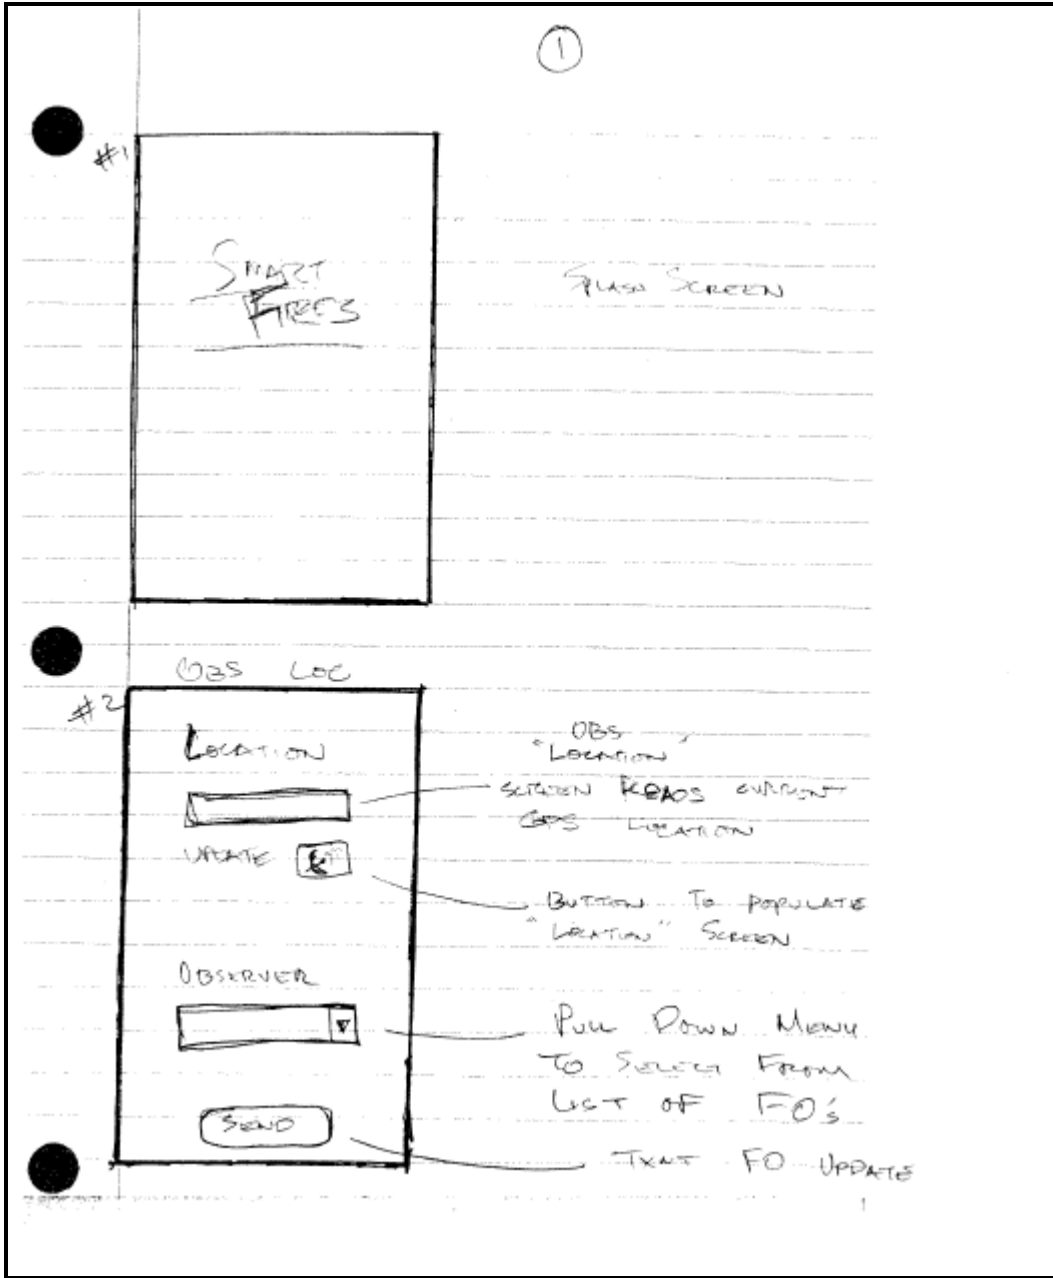 1
#1
SMART
FIRES
SPLASH SCREEN
OBS LOC
#2
LOCATION
OBS
"LOCATION"
SCREEN READS CURRENT
GPS LOCATION
UPDATE
BUTTON TO POPULATE
"LOCATION" SCREEN
OBSERVER
PULL DOWN MENU
TO SELECT FROM
LIST OF FO's
SEND
TXMT FO UPDATE